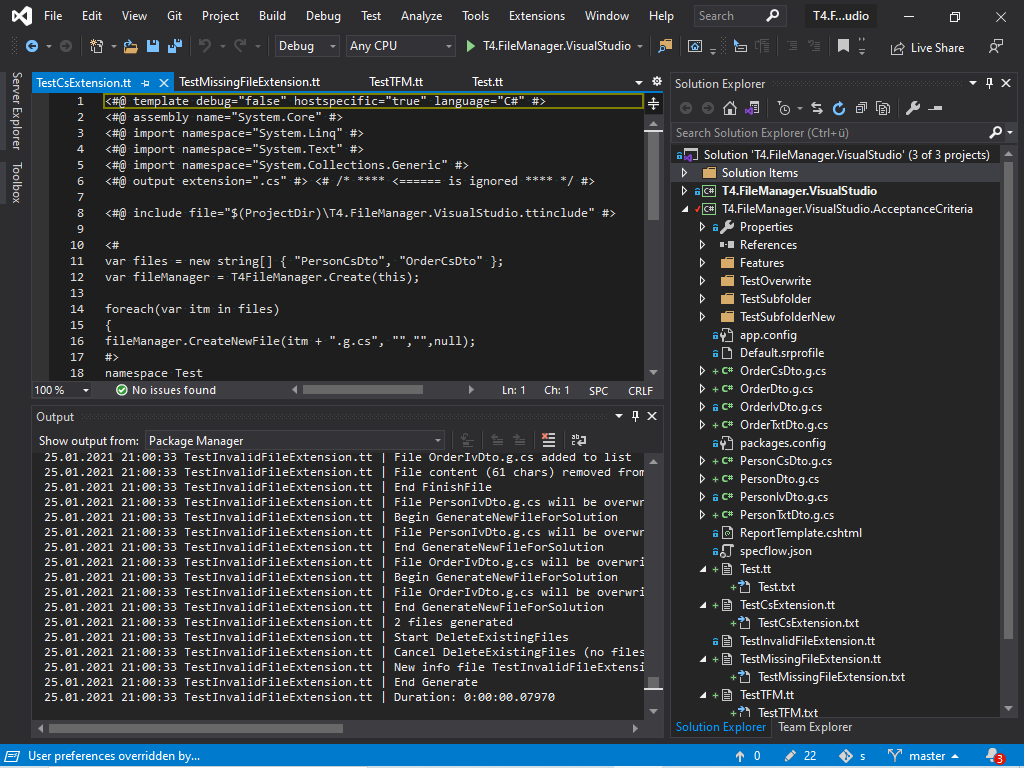 File Edit View Git Project Build Debug Test Analyze Tools Extensions Window Help Search T4.F...udio
Debug Any CPU T4.FileManager.VisualStudio Live Share
Server Explorer
Toolbox
TestCsExtension.tt TestMissingFileExtension.tt TestTFM.tt Test.tt
1 <#@ template debug="false" hostspecific="true" language="C#" #>
2 <#@ assembly name="System.Core" #>
3 <#@ import namespace="System.Linq" #>
4 <#@ import namespace="System.Text" #>
5 <#@ import namespace="System.Collections.Generic" #>
6 <#@ output extension=".cs" #> <# /* **** <====== is ignored **** */ #>
7
8 <#@ include file="$(ProjectDir)\T4.FileManager.VisualStudio.ttinclude" #>
9
10 <#
11 var files = new string[] { "PersonCsDto", "OrderCsDto" };
12 var fileManager = T4FileManager.Create(this);
13
14 foreach(var itm in files)
15 {
16 fileManager.CreateNewFile(itm + ".g.cs", "","",null);
17 #>
18 namespace Test
100 % No issues found Ln: 1 Ch: 1 SPC CRLF
Output
Show output from: Package Manager
25.01.2021 21:00:33 TestInvalidFileExtension.tt | File OrderIvDto.g.cs added to list
25.01.2021 21:00:33 TestInvalidFileExtension.tt | File content (61 chars) removed from
25.01.2021 21:00:33 TestInvalidFileExtension.tt | End FinishFile
25.01.2021 21:00:33 TestInvalidFileExtension.tt | File PersonIvDto.g.cs will be overwr
25.01.2021 21:00:33 TestInvalidFileExtension.tt | Begin GenerateNewFileForSolution
25.01.2021 21:00:33 TestInvalidFileExtension.tt | File PersonIvDto.g.cs will be overwr
25.01.2021 21:00:33 TestInvalidFileExtension.tt | End GenerateNewFileForSolution
25.01.2021 21:00:33 TestInvalidFileExtension.tt | File OrderIvDto.g.cs will be overwri
25.01.2021 21:00:33 TestInvalidFileExtension.tt | Begin GenerateNewFileForSolution
25.01.2021 21:00:33 TestInvalidFileExtension.tt | File OrderIvDto.g.cs will be overwri
25.01.2021 21:00:33 TestInvalidFileExtension.tt | End GenerateNewFileForSolution
25.01.2021 21:00:33 TestInvalidFileExtension.tt | 2 files generated
25.01.2021 21:00:33 TestInvalidFileExtension.tt | Start DeleteExistingFiles
25.01.2021 21:00:33 TestInvalidFileExtension.tt | Cancel DeleteExistingFiles (no files
25.01.2021 21:00:33 TestInvalidFileExtension.tt | New info file TestInvalidFileExtensi
25.01.2021 21:00:33 TestInvalidFileExtension.tt | End Generate
25.01.2021 21:00:33 TestInvalidFileExtension.tt | Duration: 0:00:00.07970
Solution Explorer
Search Solution Explorer (Ctrl+ü)
Solution 'T4.FileManager.VisualStudio' (3 of 3 projects)
Solution Items
C# T4.FileManager.VisualStudio
C# T4.FileManager.VisualStudio.AcceptanceCriteria
Properties
References
Features
TestOverwrite
TestSubfolder
TestSubfolderNew
app.config
Default.srprofile
C# OrderCsDto.g.cs
C# OrderDto.g.cs
C# OrderIvDto.g.cs
C# OrderTxtDto.g.cs
packages.config
C# PersonCsDto.g.cs
C# PersonDto.g.cs
C# PersonIvDto.g.cs
C# PersonTxtDto.g.cs
ReportTemplate.cshtml
specflow.json
Test.tt
Test.txt
TestCsExtension.tt
TestCsExtension.txt
TestInvalidFileExtension.tt
TestMissingFileExtension.tt
TestMissingFileExtension.txt
TestTFM.tt
TestTFM.txt
Solution Explorer Team Explorer
User preferences overridden by... 0 22 s master 3